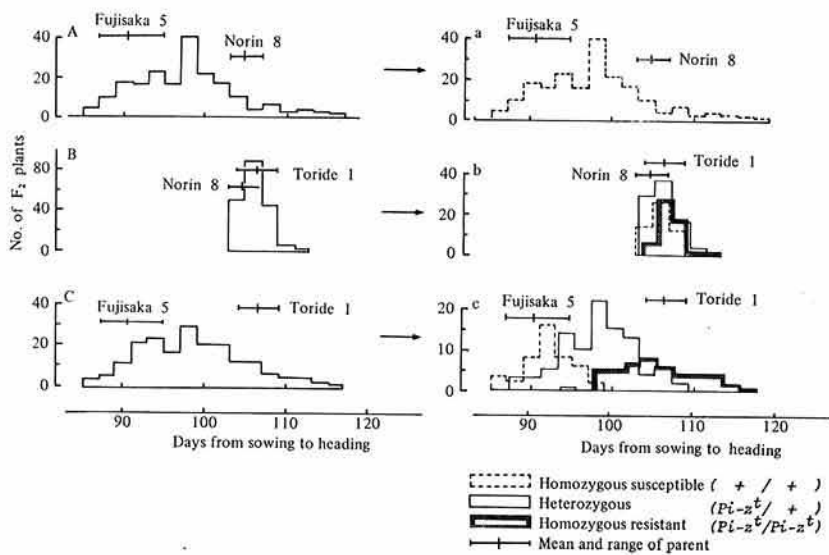 A
Fujisaka 5
Norin 8
40
20
0
a
Fuijsaka 5
Norin 8
40
20
0
No. of F₂ plants
B
Toride 1
Norin 8
80
40
0
b
Toride 1
Norin 8
40
20
0
C
Fujisaka 5
Toride 1
40
20
0
c
Fujisaka 5
Toride 1
20
10
0
90 100 110 120
Days from sowing to heading
90 100 110 120
Days from sowing to heading
Homozygous susceptible ( + / + )
Heterozygous (Pi-zᵗ/ + )
Homozygous resistant (Pi-zᵗ/Pi-zᵗ)
Mean and range of parent